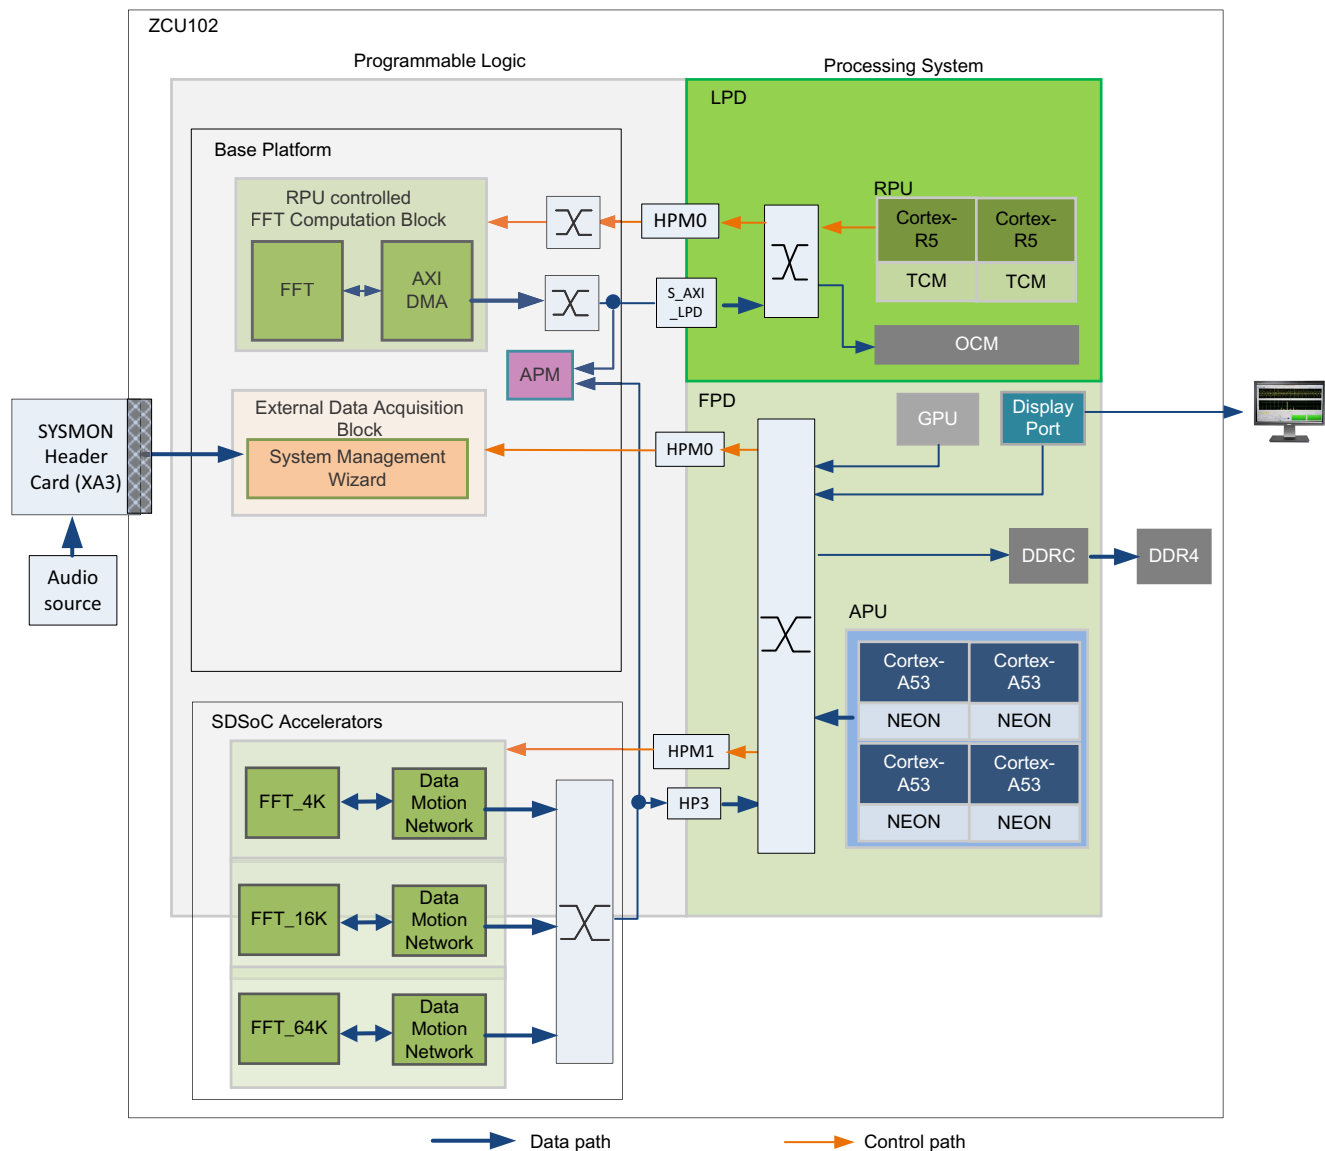 ZCU102
Programmable Logic
Processing System
LPD
Base Platform
RPU controlled
FFT Computation Block
FFT
AXI
DMA
HPM0
S_AXI
_LPD
RPU
Cortex-
R5
Cortex-
R5
TCM
TCM
OCM
APM
External Data Acquisition
Block
System Management
Wizard
SYSMON
Header
Card (XA3)
Audio
source
FPD
HPM0
GPU
Display
Port
DDRC
DDR4
APU
Cortex-
A53
Cortex-
A53
NEON
NEON
Cortex-
A53
Cortex-
A53
NEON
NEON
SDSoC Accelerators
HPM1
HP3
FFT_4K
Data
Motion
Network
FFT_16K
Data
Motion
Network
FFT_64K
Data
Motion
Network
Data path
Control path